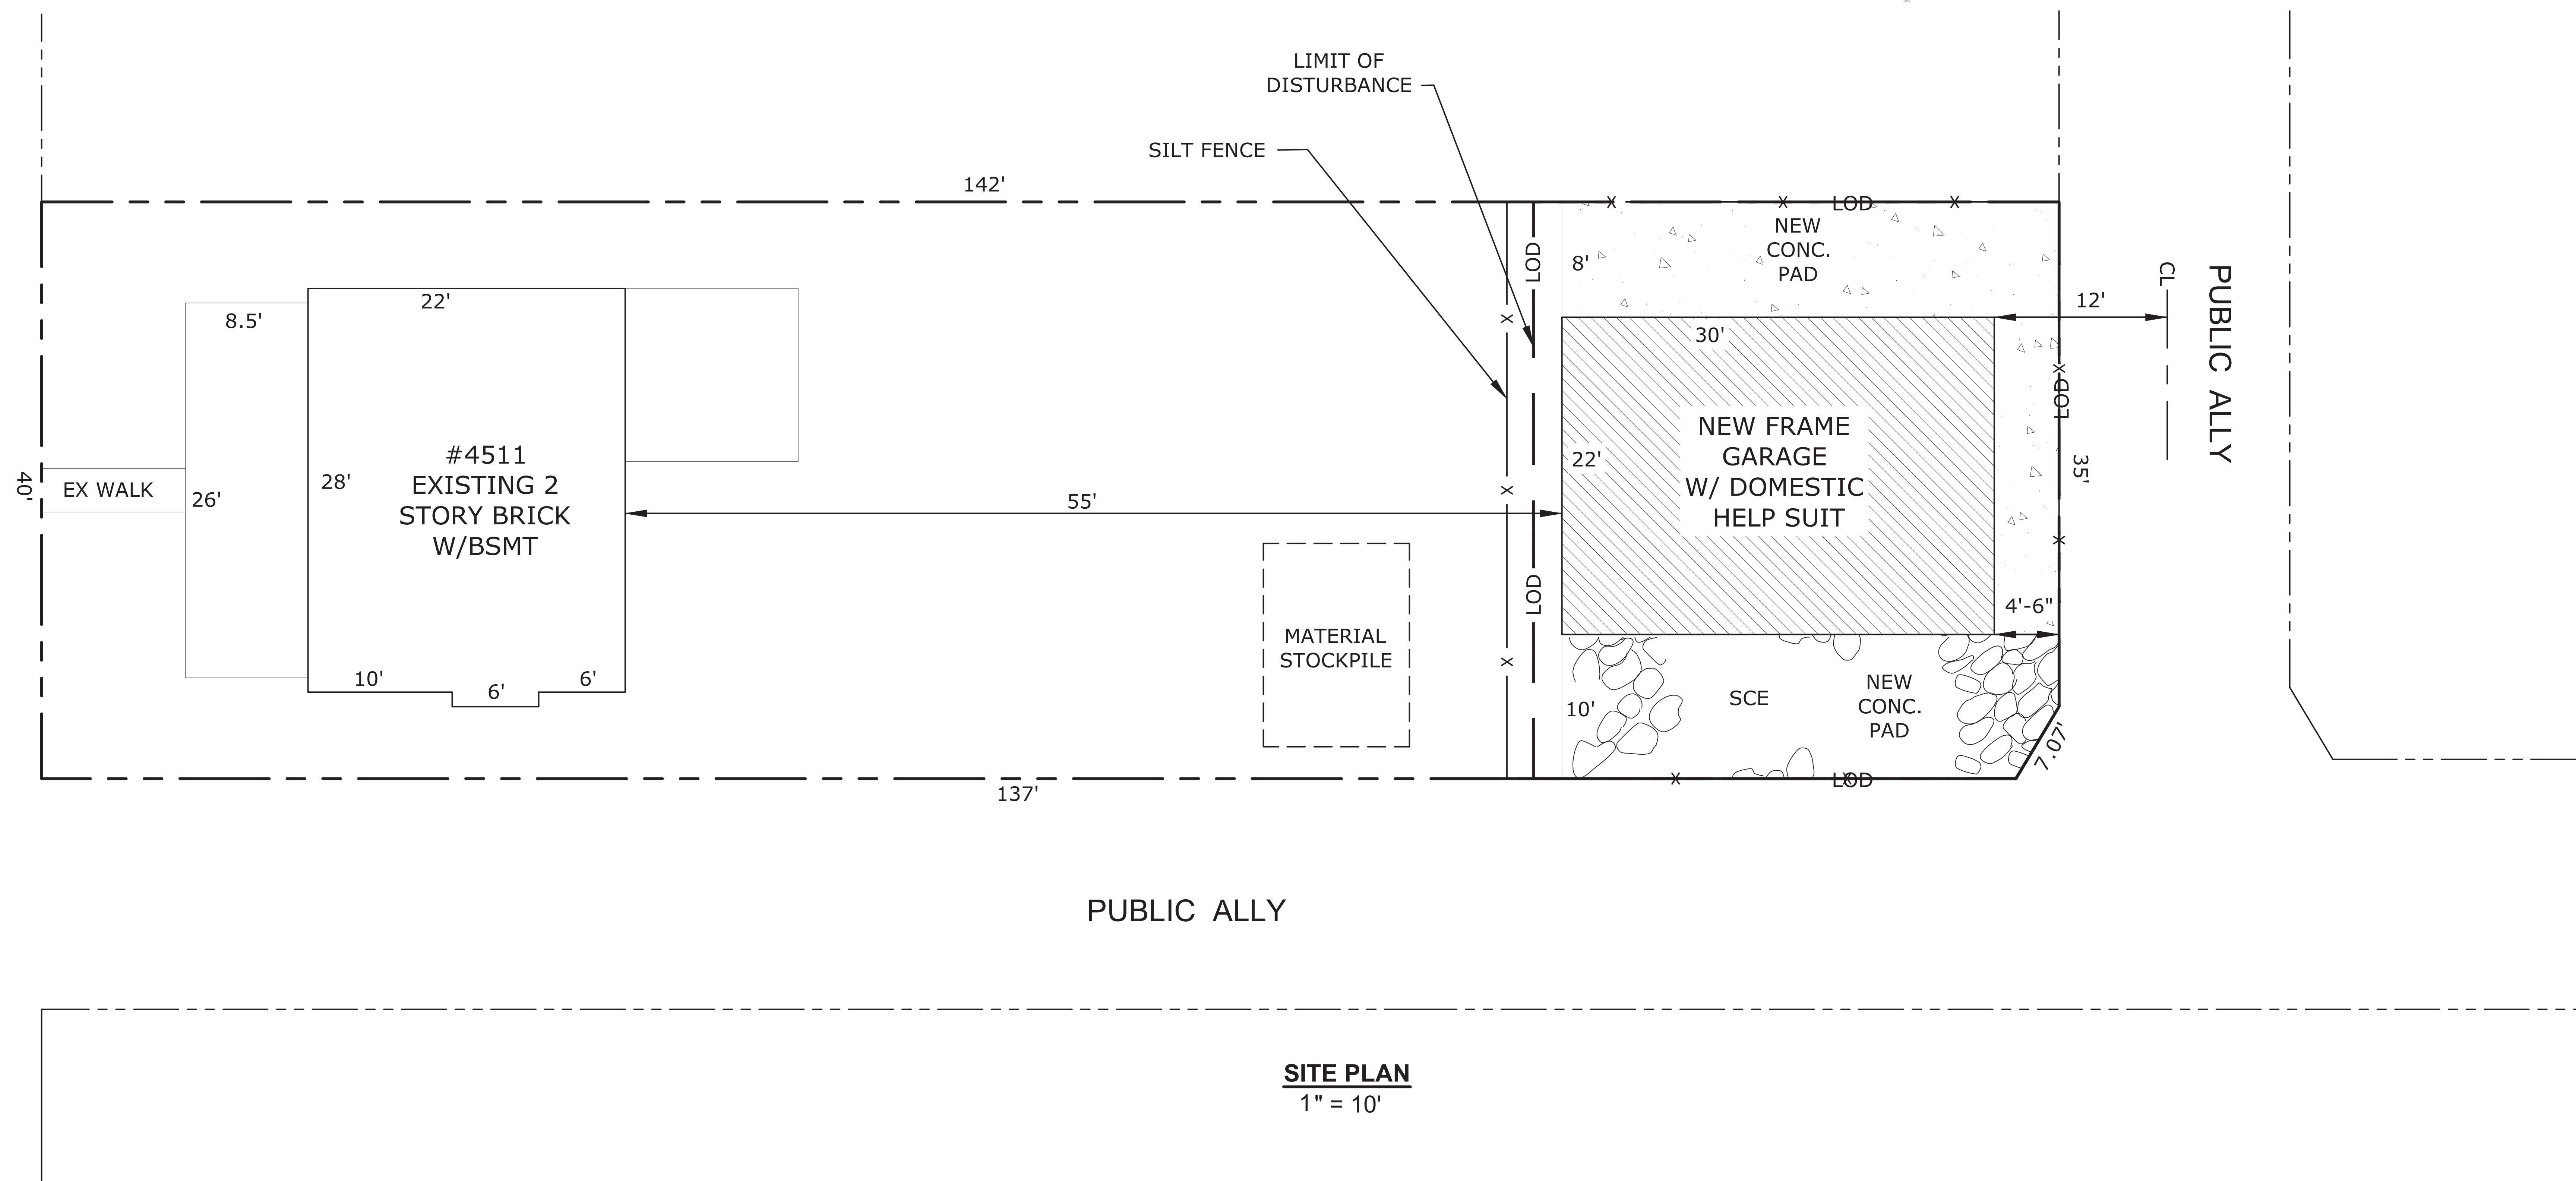 LIMIT OF
DISTURBANCE
SILT FENCE
142'
LOD
NEW
CONC.
PAD
8'
LOD
X
X
X
CL
PUBLIC ALLY
12'
22'
8.5'
30'
X
X
LOD
#4511
EXISTING 2
STORY BRICK
W/BSMT
28'
26'
EX WALK
40'
55'
X
22'
NEW FRAME
GARAGE
W/ DOMESTIC
HELP SUIT
35'
X
LOD
4'-6"
MATERIAL
STOCKPILE
X
10'
6'
6'
10'
SCE
NEW
CONC.
PAD
7.07'
137'
X
X
LOD
PUBLIC ALLY
SITE PLAN
1" = 10'